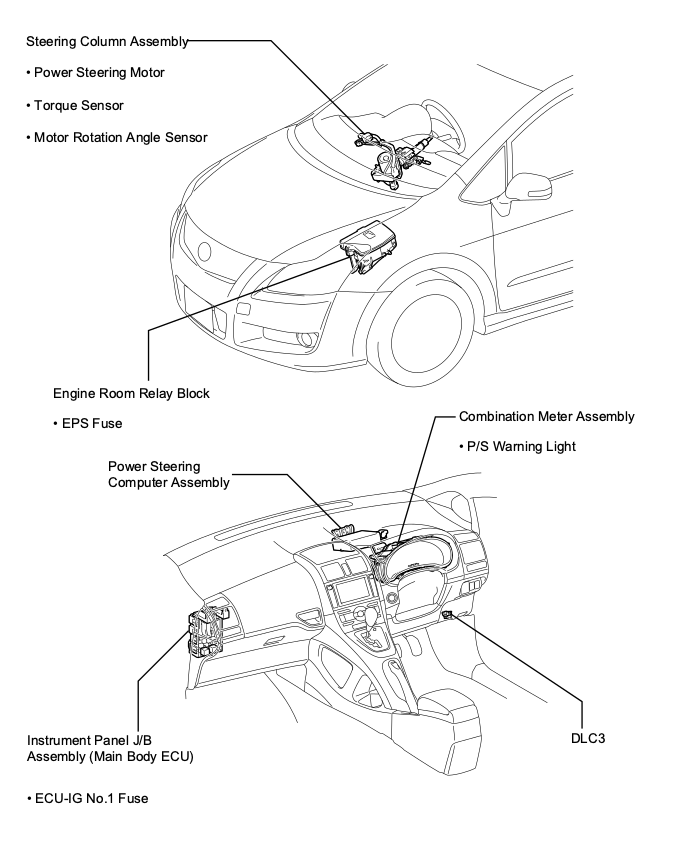 Steering Column Assembly
• Power Steering Motor
• Torque Sensor
• Motor Rotation Angle Sensor
Engine Room Relay Block
• EPS Fuse
Combination Meter Assembly
• P/S Warning Light
Power Steering
Computer Assembly
Instrument Panel J/B
Assembly (Main Body ECU)
• ECU-IG No.1 Fuse
DLC3